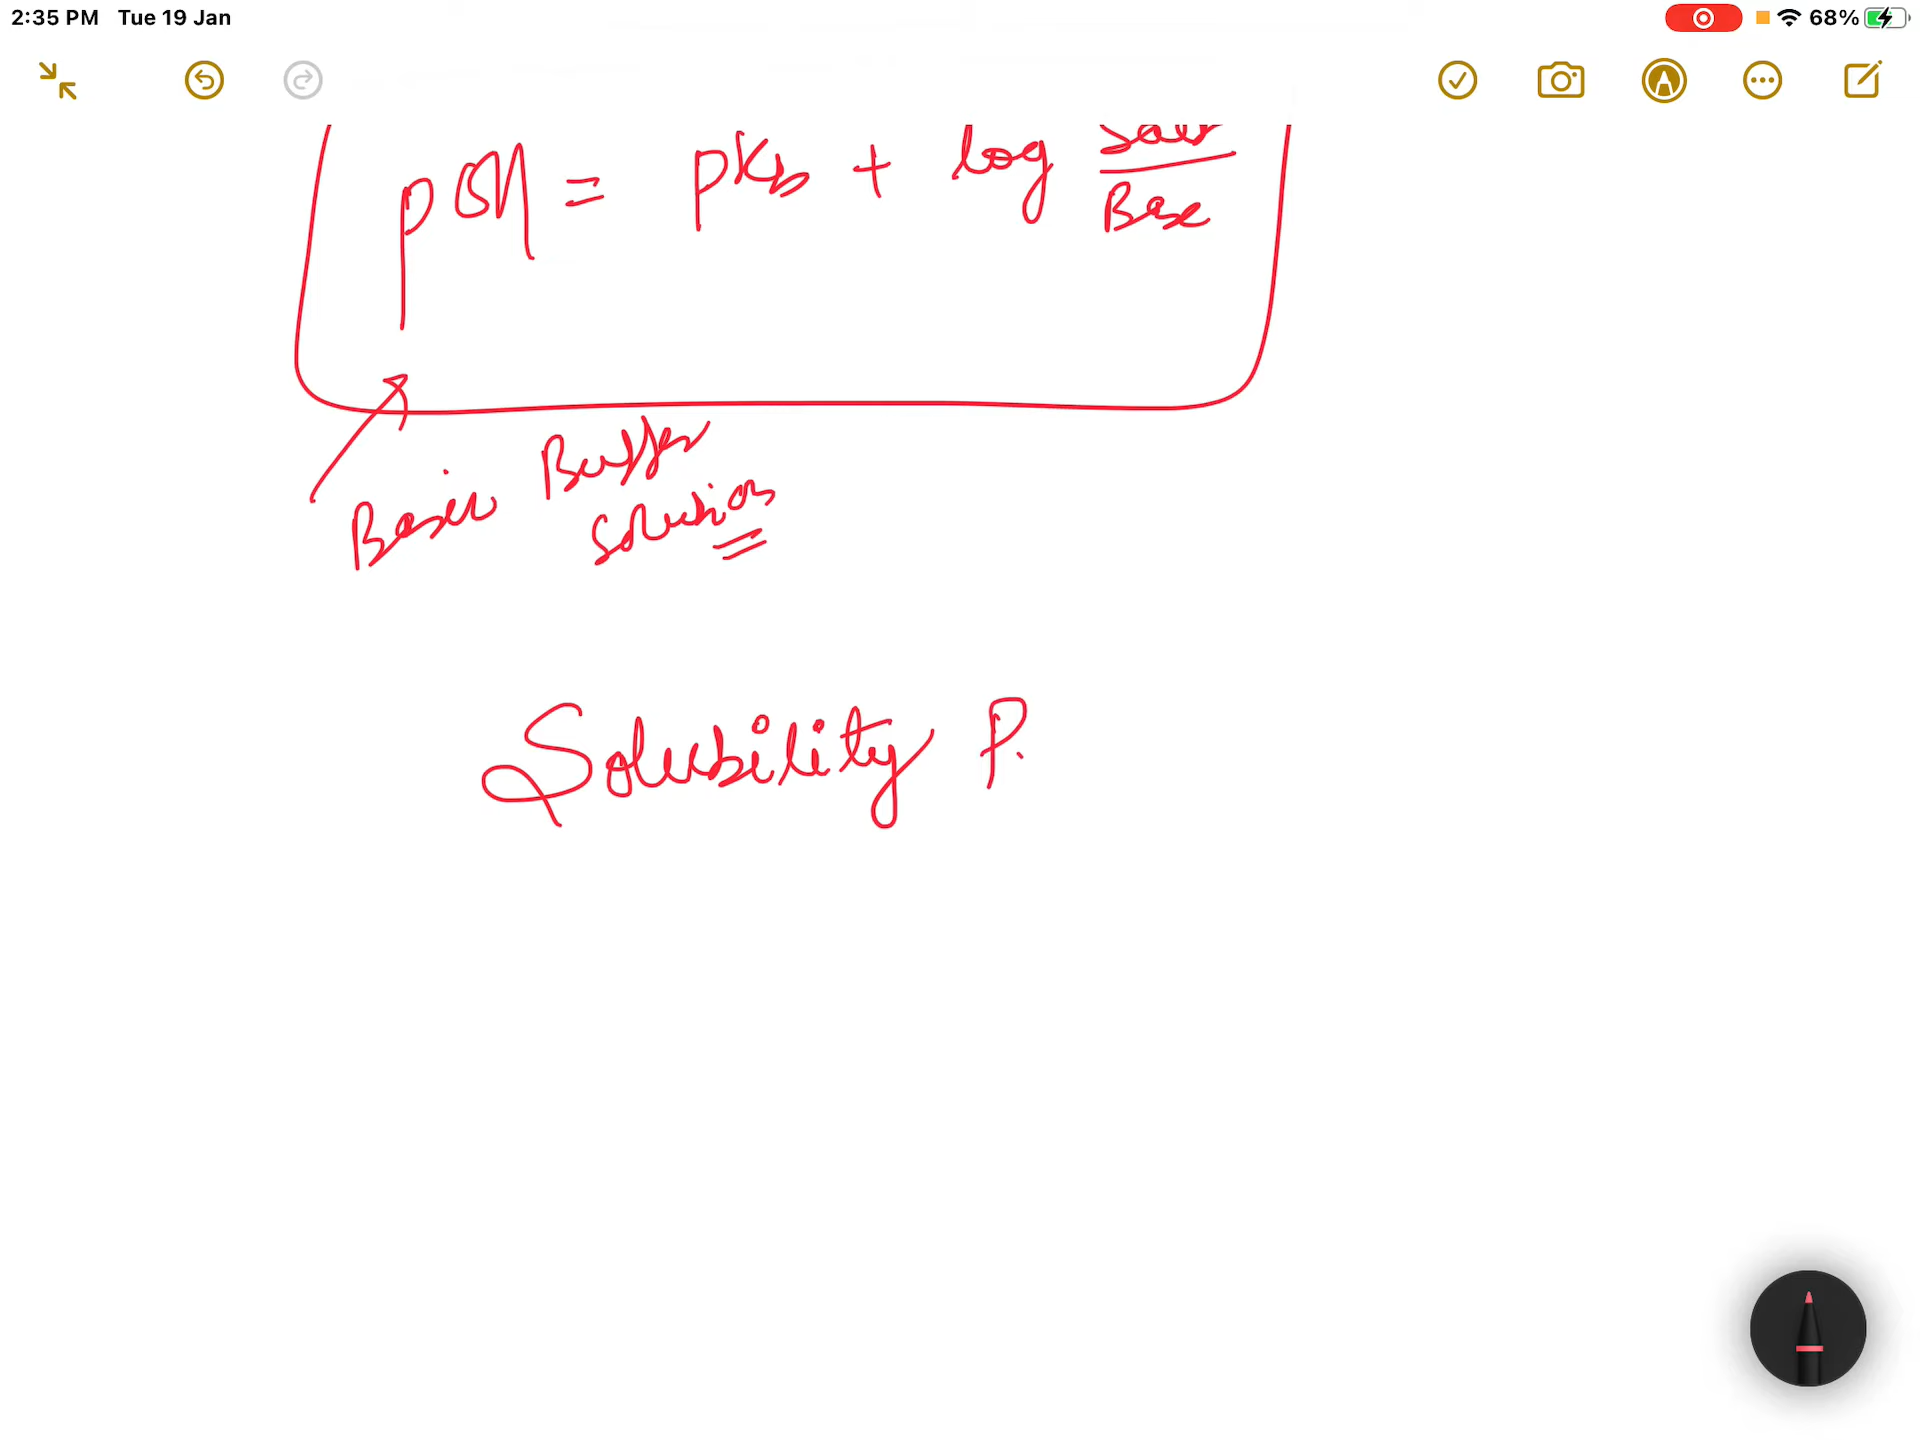 2:35 PM Tue 19 Jan 68%
pOH = pKb + log Salt
Base
Basic Buffer
Solution
Solubility P.